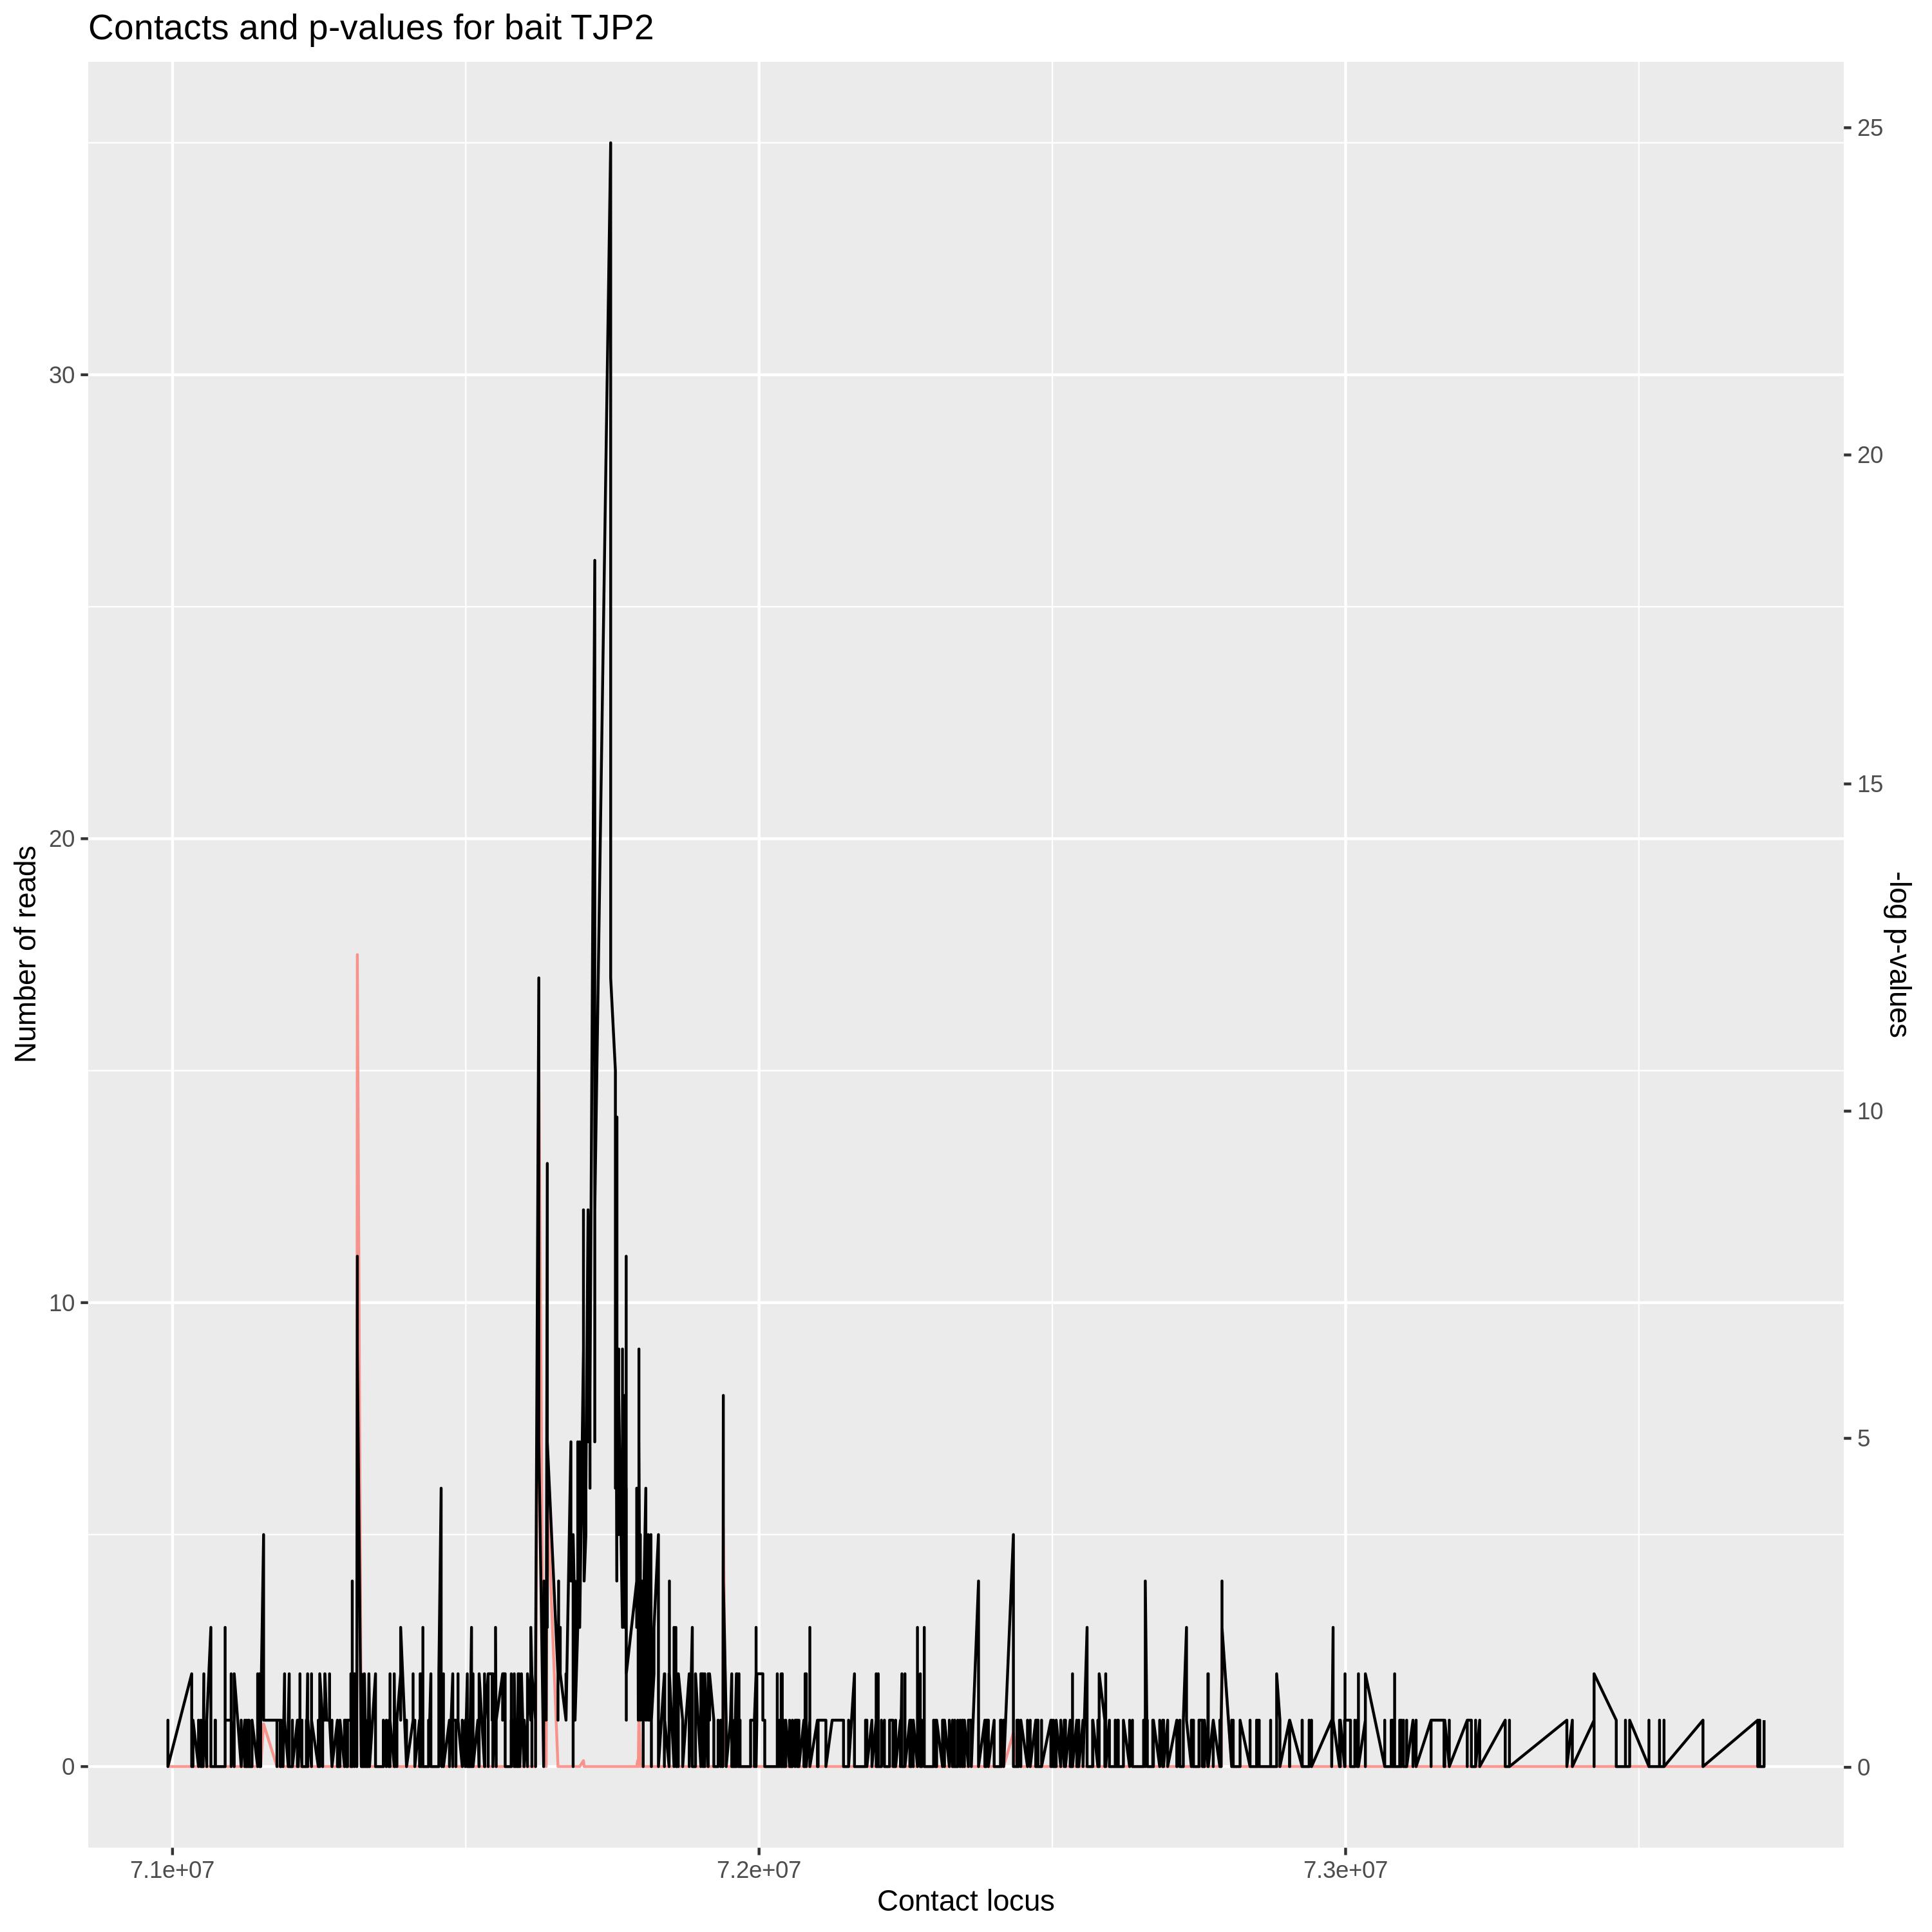 Contacts and p-values for bait TJP2
Number of reads
30
20
10
0
25
20
15
10
5
0
-log p-values
7.1e+07 7.2e+07 7.3e+07
Contact locus